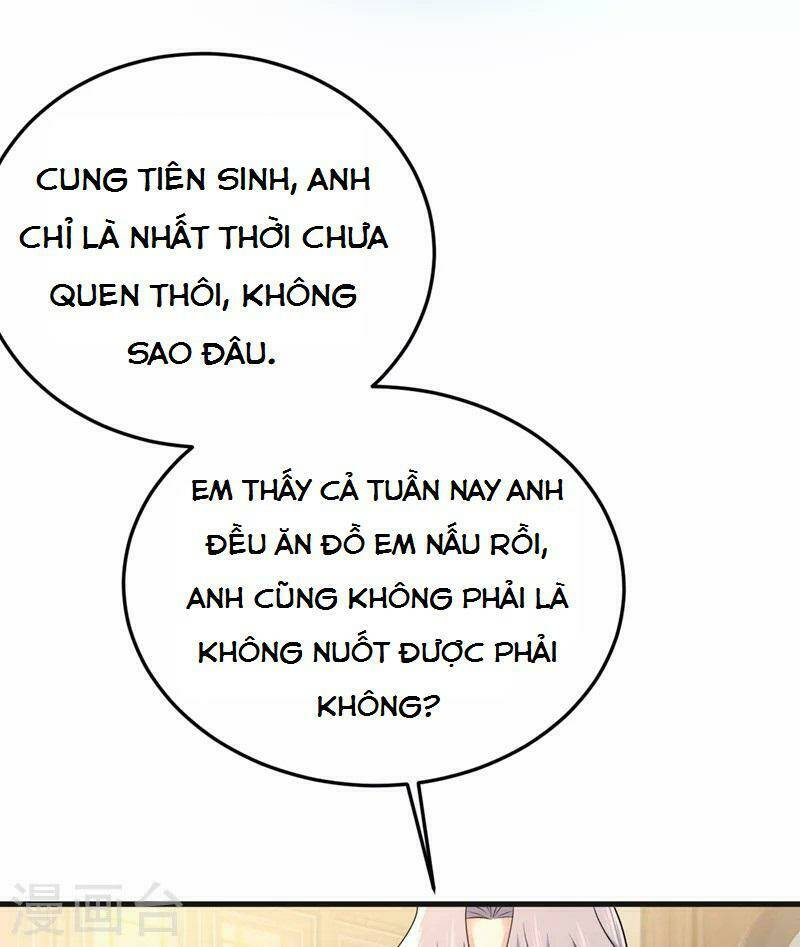 CUNG TIÊN SINH, ANH
CHỈ LÀ NHẤT THỜI CHƯA
QUEN THÔI, KHÔNG
SAO ĐÂU.
EM THẤY CẢ TUẦN NAY ANH
ĐỀU ĂN ĐỒ EM NẤU RỒI,
ANH CŨNG KHÔNG PHẢI LÀ
KHÔNG NUỐT ĐƯỢC PHẢI
KHÔNG?
漫画台